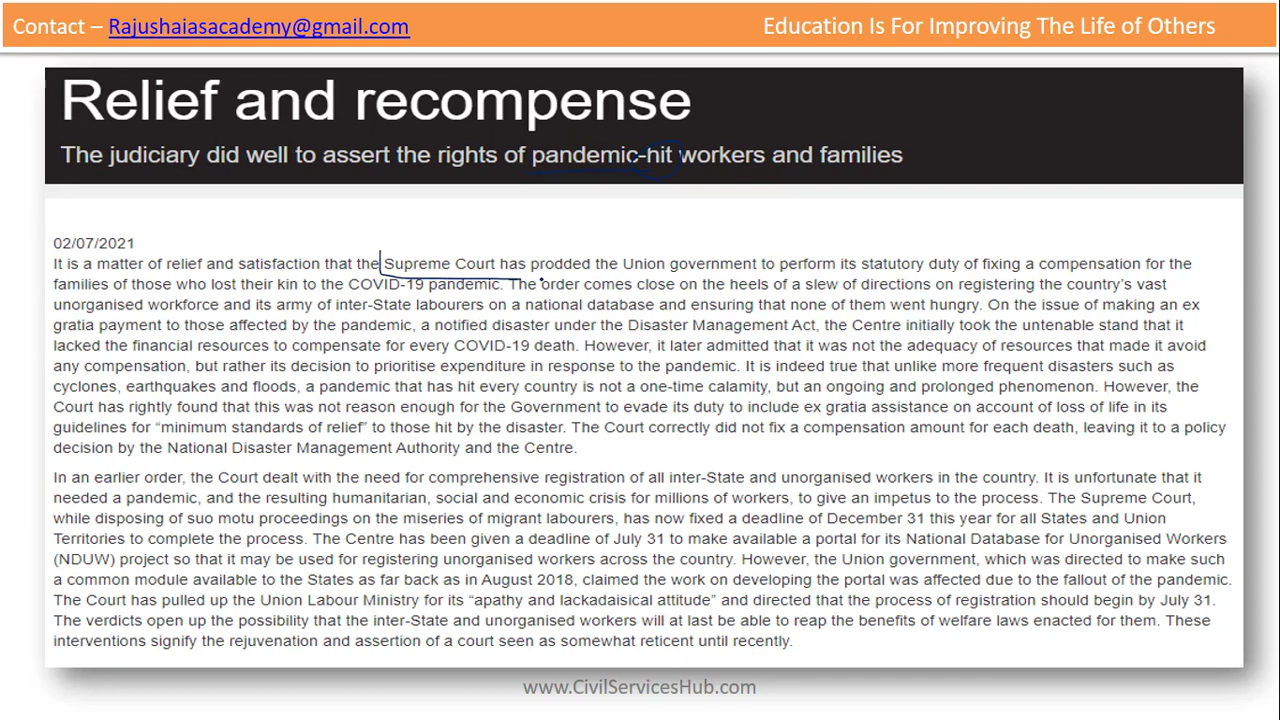 Contact – Rajushaiasacademy@gmail.com
Education Is For Improving The Life of Others
Relief and recompense
The judiciary did well to assert the rights of pandemic-hit workers and families
02/07/2021
It is a matter of relief and satisfaction that the Supreme Court has prodded the Union government to perform its statutory duty of fixing a compensation for the
families of those who lost their kin to the COVID-19 pandemic. The order comes close on the heels of a slew of directions on registering the country’s vast
unorganised workforce and its army of inter-State labourers on a national database and ensuring that none of them went hungry. On the issue of making an ex
gratia payment to those affected by the pandemic, a notified disaster under the Disaster Management Act, the Centre initially took the untenable stand that it
lacked the financial resources to compensate for every COVID-19 death. However, it later admitted that it was not the adequacy of resources that made it avoid
any compensation, but rather its decision to prioritise expenditure in response to the pandemic. It is indeed true that unlike more frequent disasters such as
cyclones, earthquakes and floods, a pandemic that has hit every country is not a one-time calamity, but an ongoing and prolonged phenomenon. However, the
Court has rightly found that this was not reason enough for the Government to evade its duty to include ex gratia assistance on account of loss of life in its
guidelines for “minimum standards of relief” to those hit by the disaster. The Court correctly did not fix a compensation amount for each death, leaving it to a policy
decision by the National Disaster Management Authority and the Centre.
In an earlier order, the Court dealt with the need for comprehensive registration of all inter-State and unorganised workers in the country. It is unfortunate that it
needed a pandemic, and the resulting humanitarian, social and economic crisis for millions of workers, to give an impetus to the process. The Supreme Court,
while disposing of suo motu proceedings on the miseries of migrant labourers, has now fixed a deadline of December 31 this year for all States and Union
Territories to complete the process. The Centre has been given a deadline of July 31 to make available a portal for its National Database for Unorganised Workers
(NDUW) project so that it may be used for registering unorganised workers across the country. However, the Union government, which was directed to make such
a common module available to the States as far back as in August 2018, claimed the work on developing the portal was affected due to the fallout of the pandemic.
The Court has pulled up the Union Labour Ministry for its “apathy and lackadaisical attitude” and directed that the process of registration should begin by July 31.
The verdicts open up the possibility that the inter-State and unorganised workers will at last be able to reap the benefits of welfare laws enacted for them. These
interventions signify the rejuvenation and assertion of a court seen as somewhat reticent until recently.
www.CivilServicesHub.com